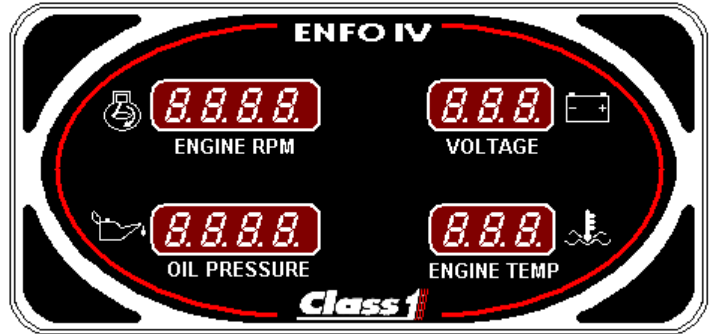 ENFO IV
8.8.8.8. 8.8.8.
ENGINE RPM VOLTAGE
8.8.8.8. 8.8.8.
OIL PRESSURE ENGINE TEMP
Class 1